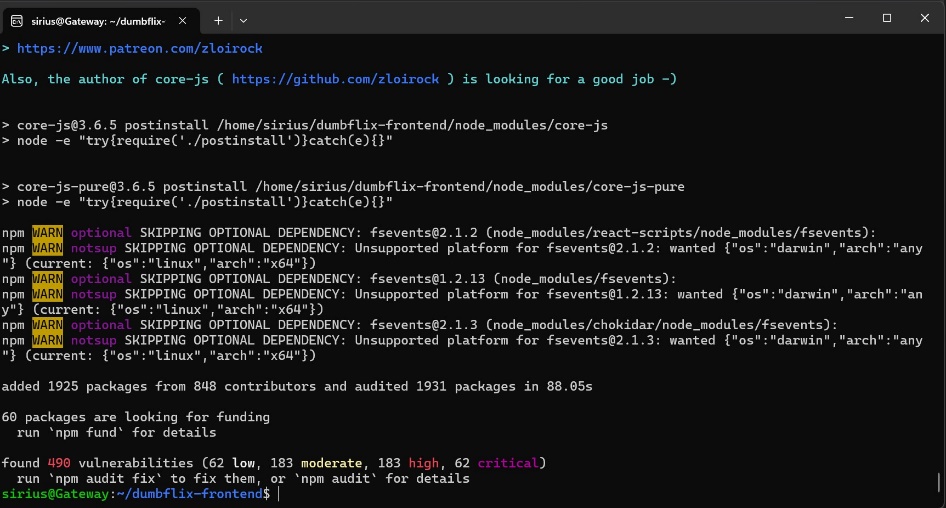 sirius@Gateway: ~/dumbflix-
> https://www.patreon.com/zloirock
Also, the author of core-js ( https://github.com/zloirock ) is looking for a good job -)
> core-js@3.6.5 postinstall /home/sirius/dumbflix-frontend/node_modules/core-js
> node -e "try{require('./postinstall')}catch(e){}"
> core-js-pure@3.6.5 postinstall /home/sirius/dumbflix-frontend/node_modules/core-js-pure
> node -e "try{require('./postinstall')}catch(e){}"
npm WARN optional SKIPPING OPTIONAL DEPENDENCY: fsevents@2.1.2 (node_modules/react-scripts/node_modules/fsevents):
npm WARN notsup SKIPPING OPTIONAL DEPENDENCY: Unsupported platform for fsevents@2.1.2: wanted {"os":"darwin","arch":"any
"} (current: {"os":"linux","arch":"x64"})
npm WARN optional SKIPPING OPTIONAL DEPENDENCY: fsevents@1.2.13 (node_modules/fsevents):
npm WARN notsup SKIPPING OPTIONAL DEPENDENCY: Unsupported platform for fsevents@1.2.13: wanted {"os":"darwin","arch":"an
y"} (current: {"os":"linux","arch":"x64"})
npm WARN optional SKIPPING OPTIONAL DEPENDENCY: fsevents@2.1.3 (node_modules/chokidar/node_modules/fsevents):
npm WARN notsup SKIPPING OPTIONAL DEPENDENCY: Unsupported platform for fsevents@2.1.3: wanted {"os":"darwin","arch":"any
"} (current: {"os":"linux","arch":"x64"})
added 1925 packages from 848 contributors and audited 1931 packages in 88.05s
60 packages are looking for funding
run `npm fund` for details
found 490 vulnerabilities (62 low, 183 moderate, 183 high, 62 critical)
run `npm audit fix` to fix them, or `npm audit` for details
sirius@Gateway:~/dumbflix-frontend$